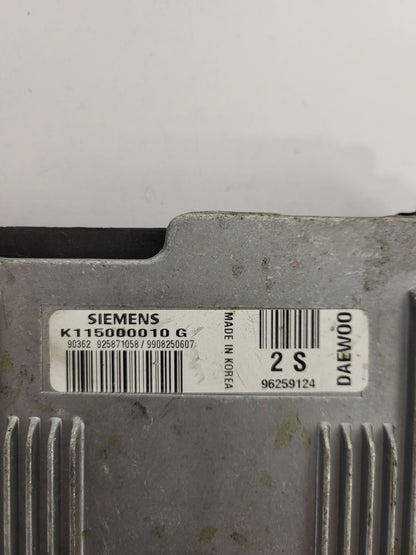 SIEMENS
K115000010 G
90362 925871058 / 9908250607
MADE IN KOREA
2 S
96259124
DAEWOO